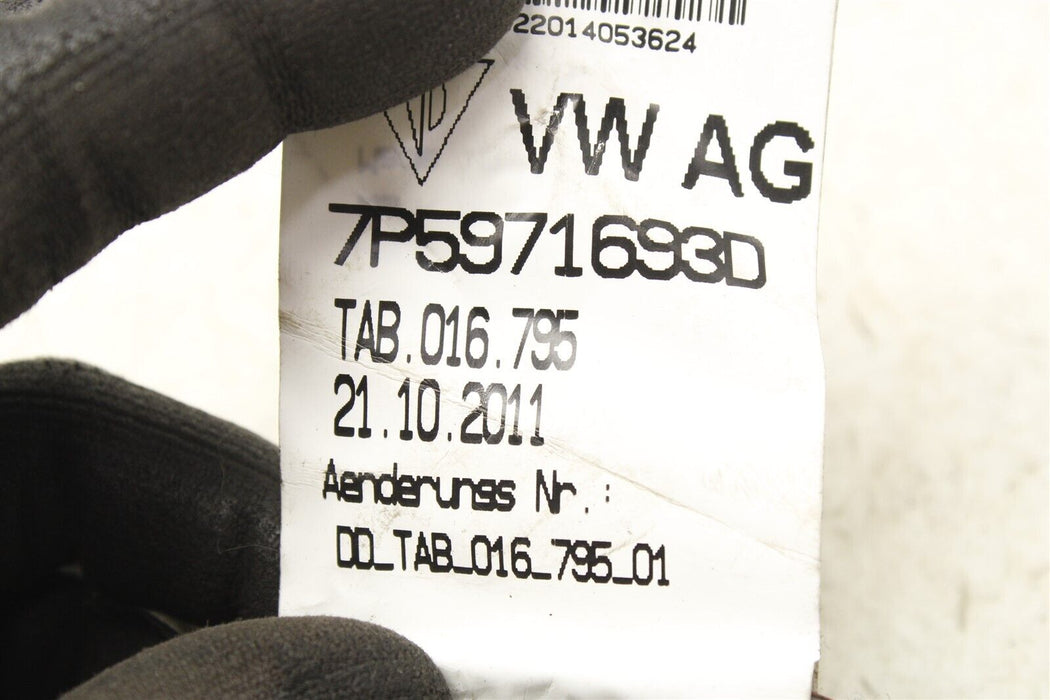 22014053624
VW AG
7P5971693D
TAB.016.795
21.10.2011
Aenderungs Nr.:
DD_TAB_016_795_01